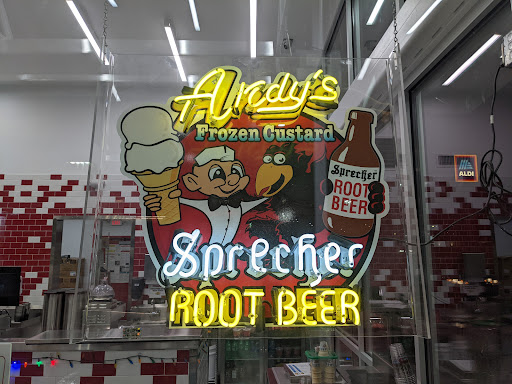 Andy's
Frozen Custard
Sprecher
ROOT
BEER
ALDI
Sprecher
ROOT BEER